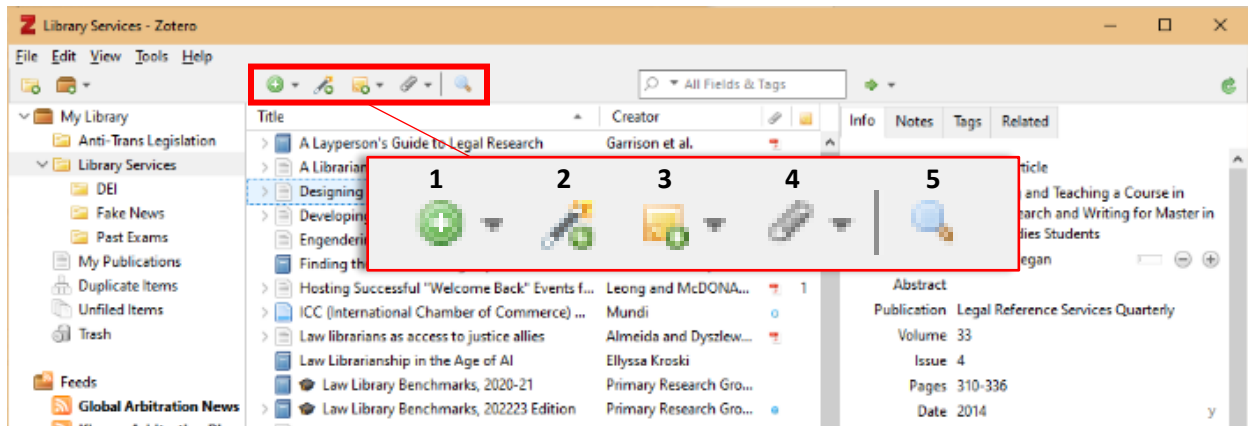 Library Services - Zotero
File Edit View Tools Help
All Fields & Tags
My Library
Anti-Trans Legislation
Library Services
DEI
Fake News
Past Exams
My Publications
Duplicate Items
Unfiled Items
Trash
Feeds
Global Arbitration News
Title Creator
A Layperson's Guide to Legal Research Garrison et al.
A Librarian
Designing
Developing
Finding th
Hosting Successful "Welcome Back" Events f... Leong and McDONA... 1
ICC (International Chamber of Commerce) ... Mundi
Law librarians as access to justice allies Almeida and Dyszlew...
Law Librarianship in the Age of AI Ellyssa Kroski
Law Library Benchmarks, 2020-21 Primary Research Gro...
Law Library Benchmarks, 202223 Edition Primary Research Gro...
1 2 3 4 5
Info Notes Tags Related
ticle
and Teaching a Course in
earch and Writing for Master in
dies Students
egan
Abstract
Publication Legal Reference Services Quarterly
Volume 33
Issue 4
Pages 310-336
Date 2014 y